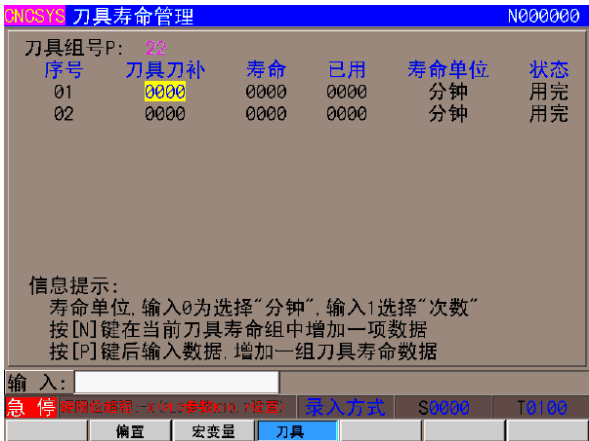 CNCSYS 刀具寿命管理 N000000
刀具组号P: 22
序号 刀具刀补 寿命 已用 寿命单位 状态
01 0000 0000 0000 分钟 用完
02 0000 0000 0000 分钟 用完
信息提示:
寿命单位,输入0为选择"分钟",输入1选择"次数"
按[N]键在当前刀具寿命组中增加一项数据
按[P]键后输入数据,增加一组刀具寿命数据
输 入:
急 停 录入方式 S0000 T0100
偏置 宏变量 刀具